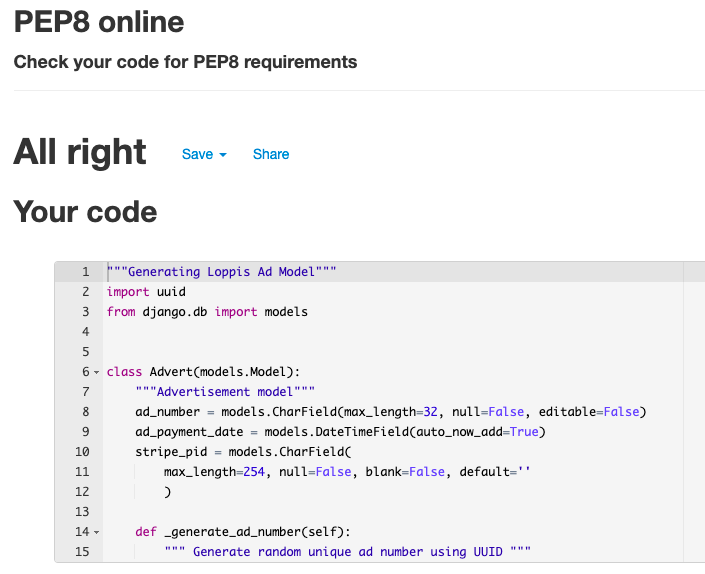 PEP8 online
Check your code for PEP8 requirements
All right Save Share
Your code
1 """Generating Loppis Ad Model"""
2 import uuid
3 from django.db import models
4
5
6 class Advert(models.Model):
7     """Advertisement model"""
8     ad_number = models.CharField(max_length=32, null=False, editable=False)
9     ad_payment_date = models.DateTimeField(auto_now_add=True)
10     stripe_pid = models.CharField(
11         max_length=254, null=False, blank=False, default=''
12         )
13
14     def _generate_ad_number(self):
15         """ Generate random unique ad number using UUID """